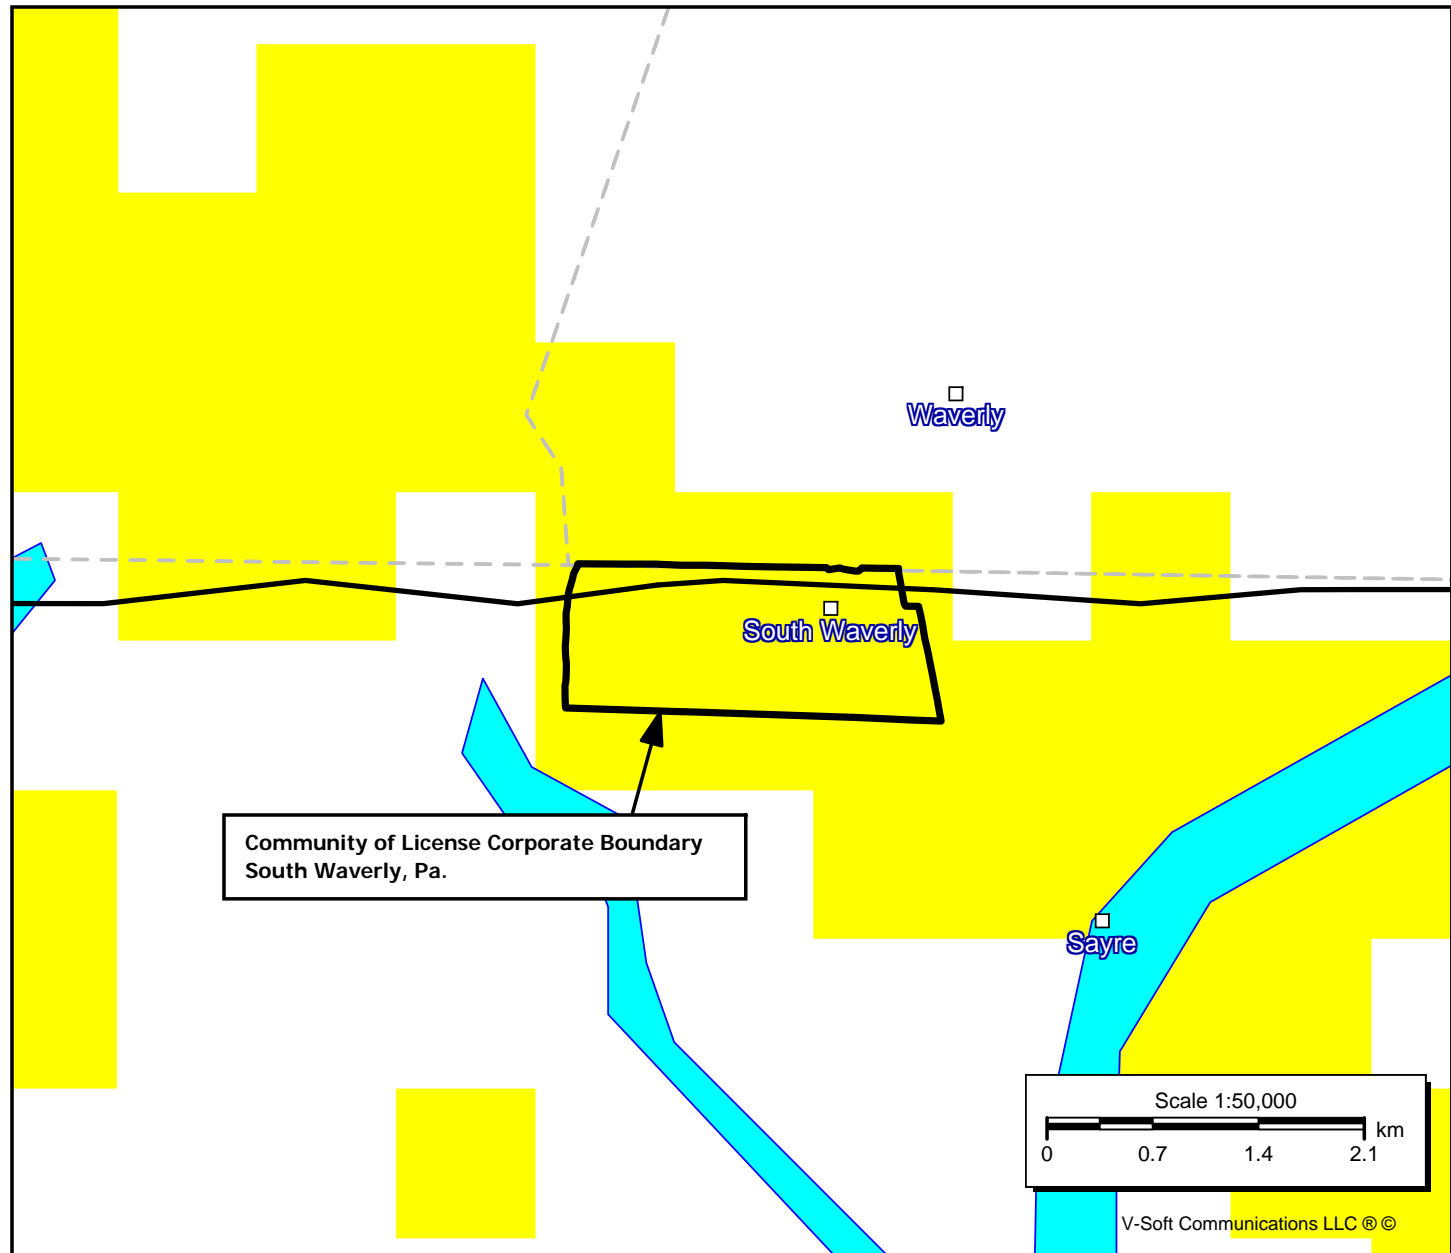 Waverly
South Waverly
Community of License Corporate Boundary
South Waverly, Pa.
Sayre
Scale 1:50,000
km
0 0.7 1.4 2.1
V-Soft Communications LLC ® ©